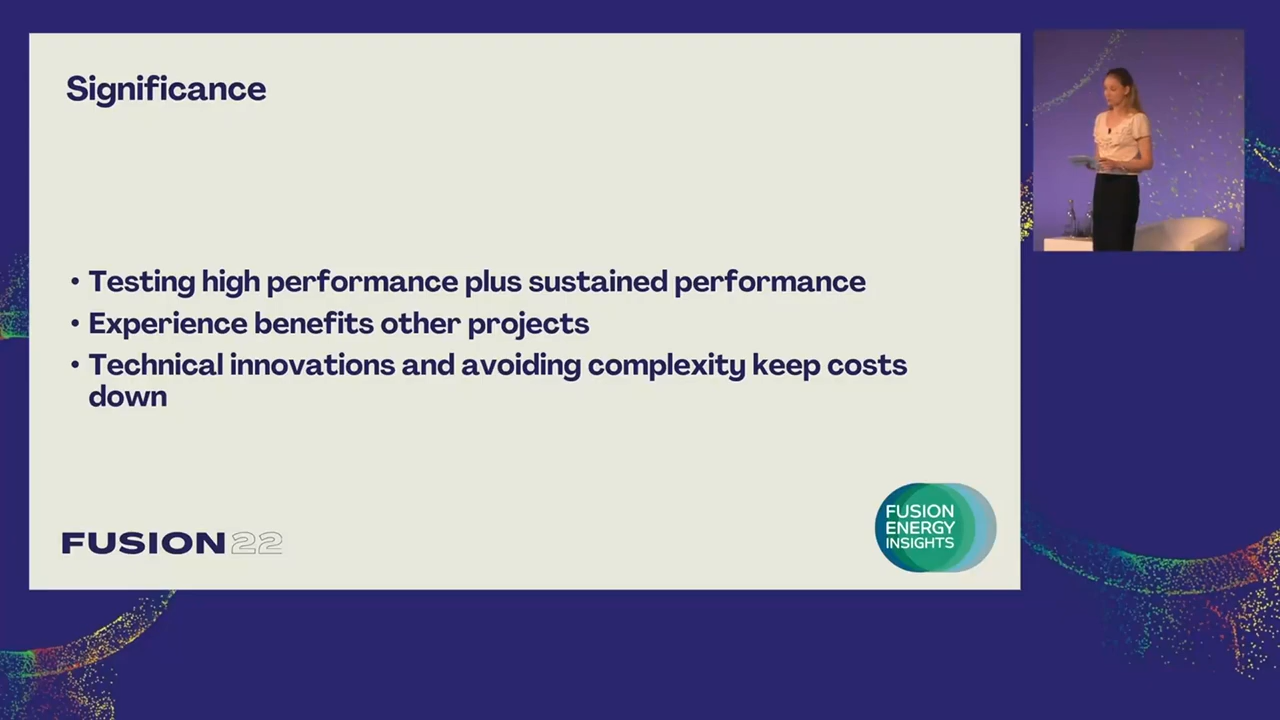 Significance
• Testing high performance plus sustained performance
• Experience benefits other projects
• Technical innovations and avoiding complexity keep costs
down
FUSION22
FUSION
ENERGY
INSIGHTS